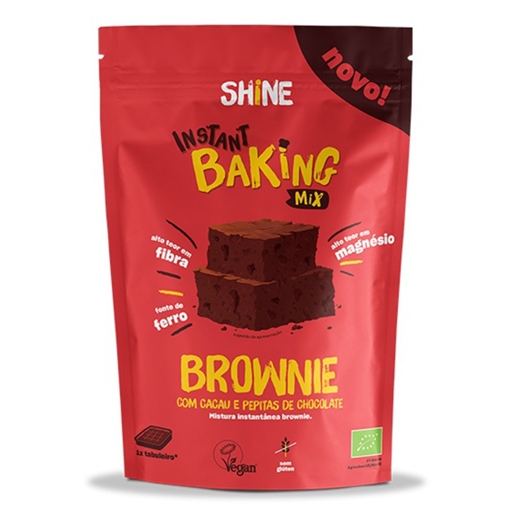 novo!
SHiNE
INSTANT
BAKiNG
MiX
alto teor em
fibra
alto teor em
magnésio
fonte de
ferro
BROWNIE
COM CACAU E PEPITAS DE CHOCOLATE
Mistura instantânea brownie.
1x tabuleiro*
Vegan
sem
glúten